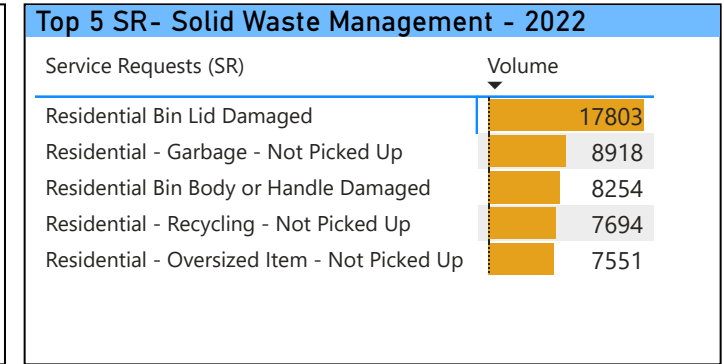 Top 5 SR- Solid Waste Management - 2022
Service Requests (SR) Volume
Residential Bin Lid Damaged 17803
Residential - Garbage - Not Picked Up 8918
Residential Bin Body or Handle Damaged 8254
Residential - Recycling - Not Picked Up 7694
Residential - Oversized Item - Not Picked Up 7551